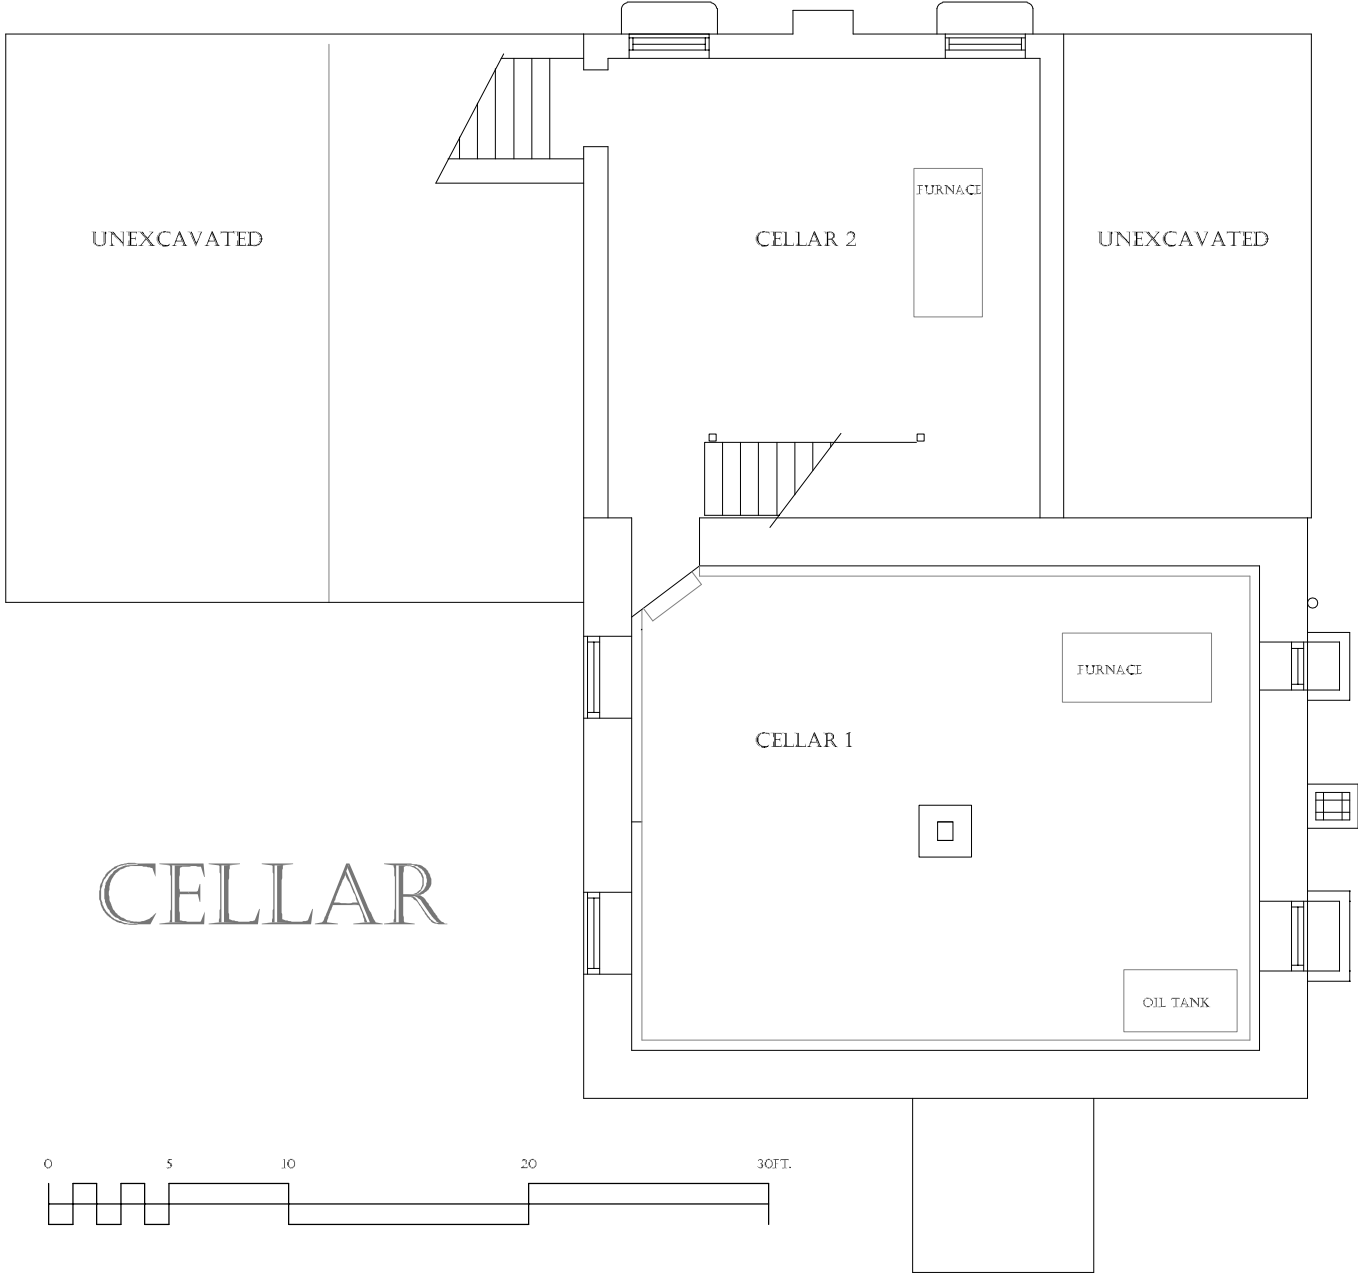 FURNACE
UNEXCAVATED
CELLAR 2
UNEXCAVATED
FURNACE
CELLAR 1
CELLAR
OIL TANK
0 5 10 20 30FT.